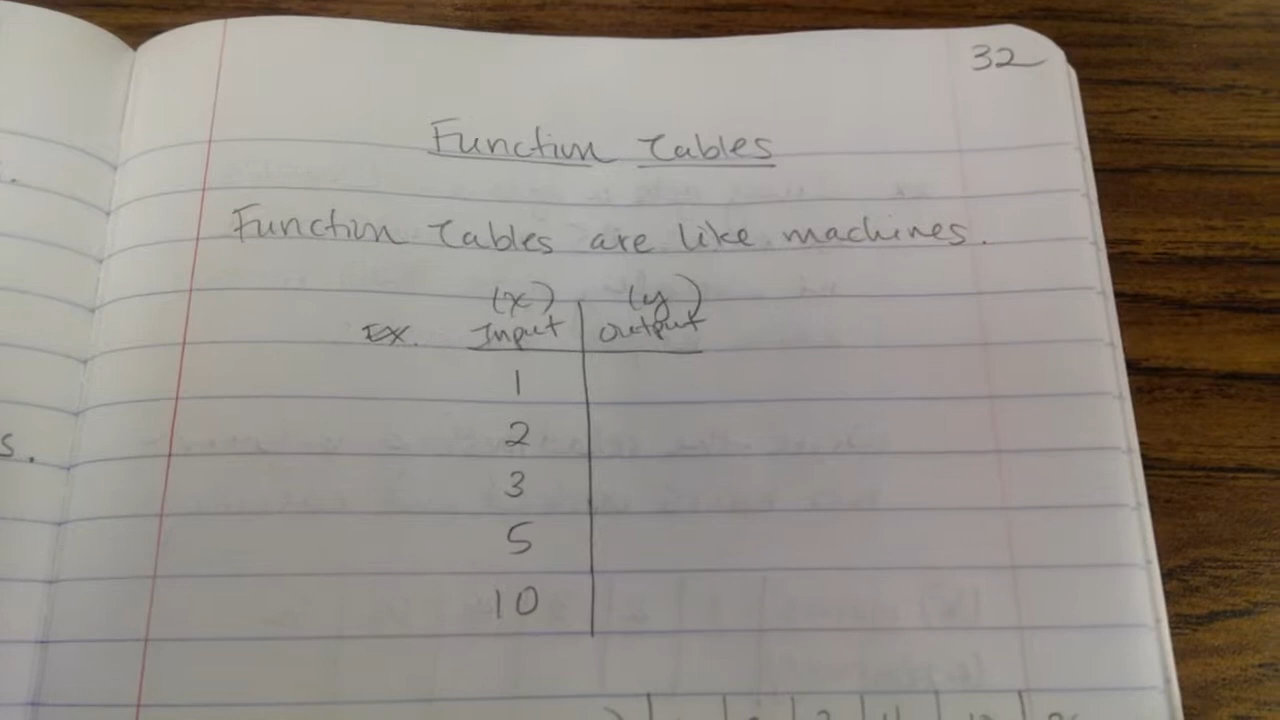 32
Function Tables
Function Tables are like machines.
(x) (y)
Ex. Input Output
1
2
3
5
10